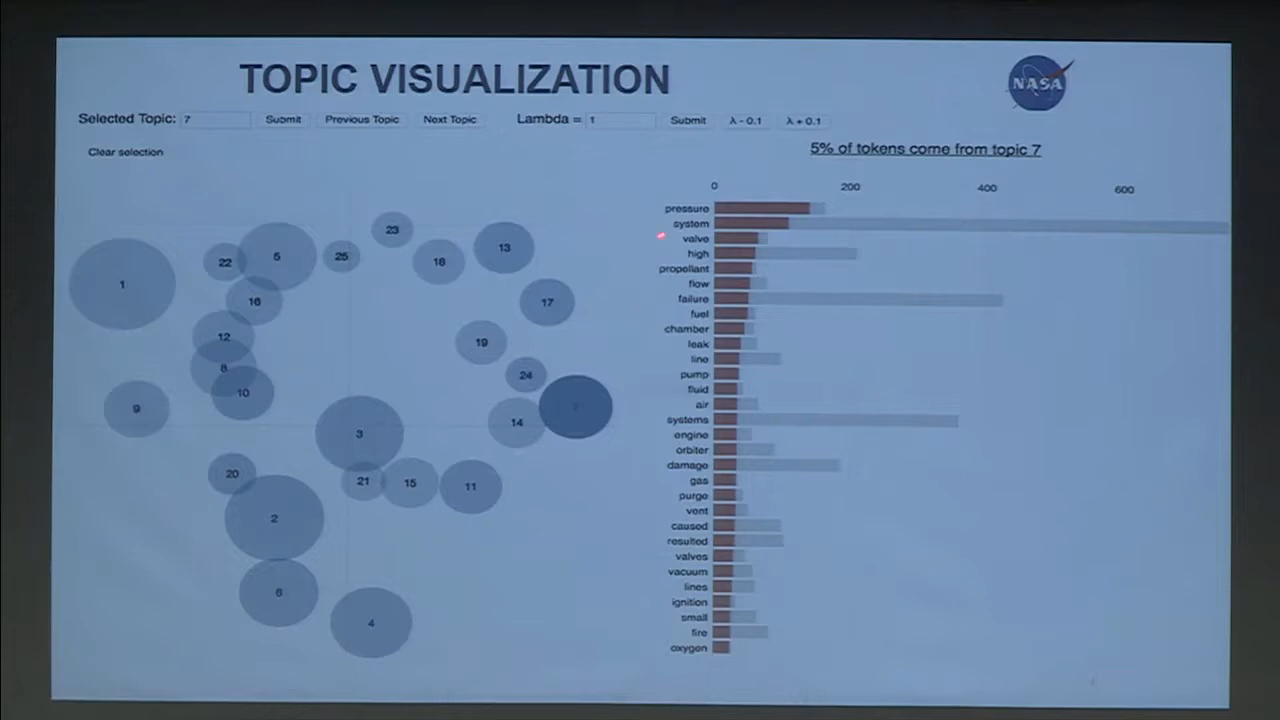 TOPIC VISUALIZATION
NASA
Selected Topic: 7 Submit Previous Topic Next Topic Lambda = 1 Submit λ - 0.1 λ + 0.1
Clear selection
5% of tokens come from topic 7
0 200 400 600
pressure
system
valve
high
propellant
flow
failure
fuel
chamber
leak
line
pump
fluid
air
systems
engine
orbiter
damage
gas
purge
vent
caused
resulted
valves
vacuum
lines
ignition
small
fire
oxygen
23
13
18
5
25
22
1
16
17
12
19
8
24
10
9
7
14
3
20
21
15
11
2
6
4